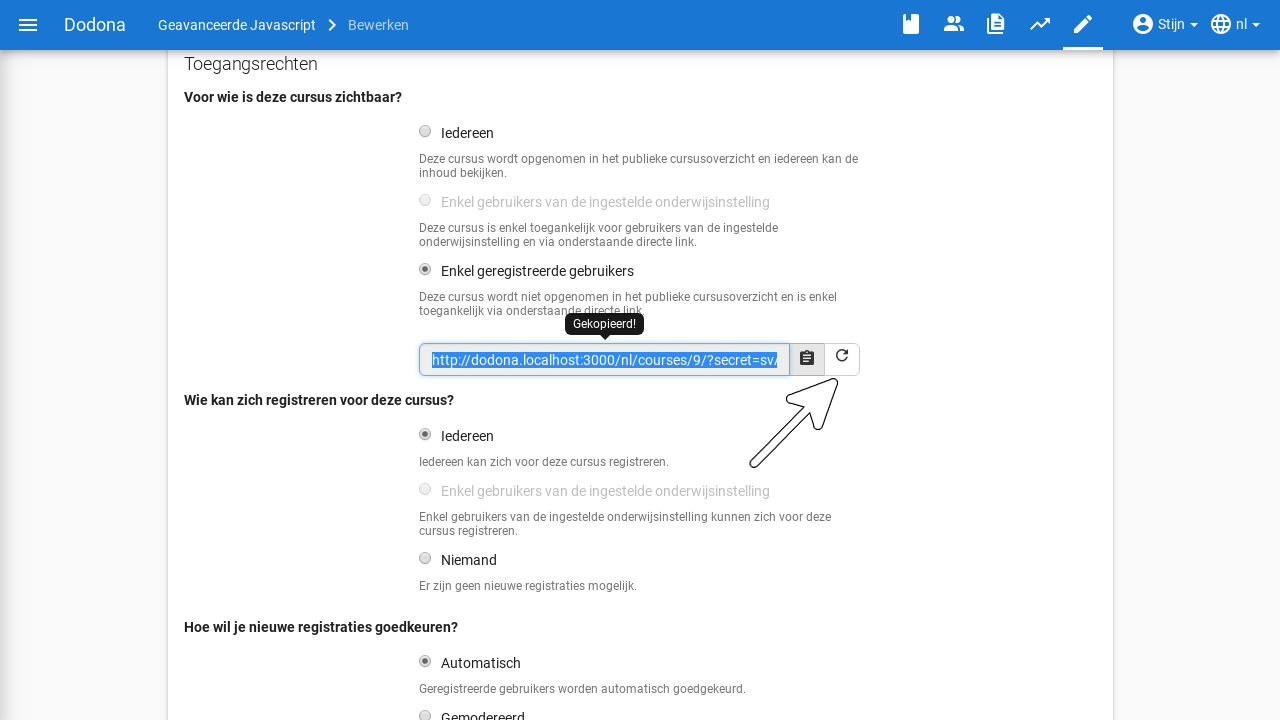 Dodona
Geavanceerde Javascript
Bewerken
Stijn
nl
Toegangsrechten
Voor wie is deze cursus zichtbaar?
Iedereen
Deze cursus wordt opgenomen in het publieke cursusoverzicht en iedereen kan de
inhoud bekijken.
Enkel gebruikers van de ingestelde onderwijsinstelling
Deze cursus is enkel toegankelijk voor gebruikers van de ingestelde
onderwijsinstelling en via onderstaande directe link.
Enkel geregistreerde gebruikers
Deze cursus wordt niet opgenomen in het publieke cursusoverzicht en is enkel
toegankelijk via onderstaande directe link
Gekopieerd!
http://dodona.localhost:3000/nl/courses/9/?secret=svA
Wie kan zich registreren voor deze cursus?
Iedereen
Iedereen kan zich voor deze cursus registreren.
Enkel gebruikers van de ingestelde onderwijsinstelling
Enkel gebruikers van de ingestelde onderwijsinstelling kunnen zich voor deze
cursus registreren.
Niemand
Er zijn geen nieuwe registraties mogelijk.
Hoe wil je nieuwe registraties goedkeuren?
Automatisch
Geregistreerde gebruikers worden automatisch goedgekeurd.
Gemodereerd